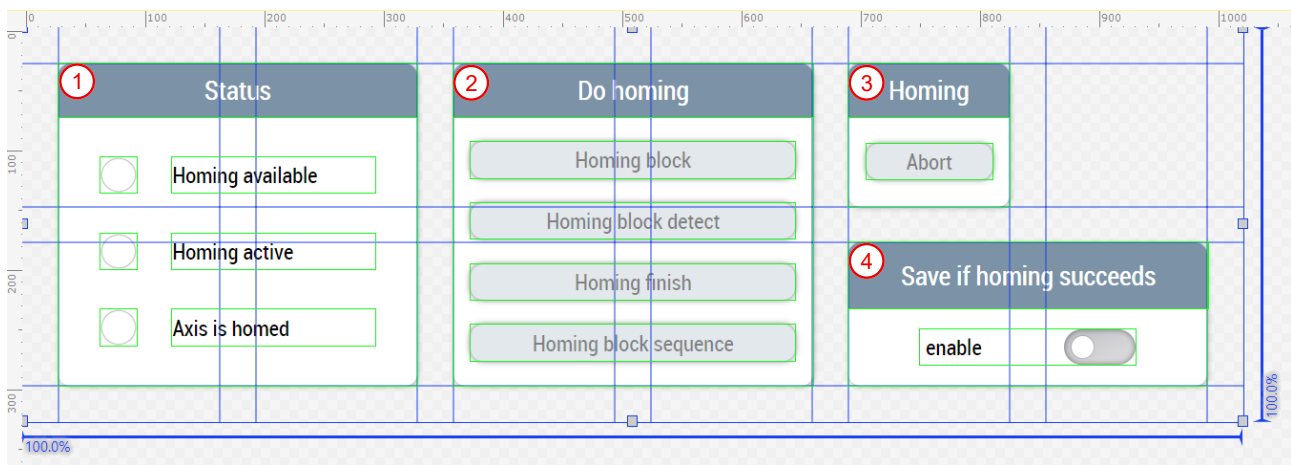 0 100 200 300 400 500 600 700 800 900 1000
0
100
200
300
1 Status
Homing available
Homing active
Axis is homed
2 Do homing
Homing block
Homing block detect
Homing finish
Homing block sequence
3 Homing
Abort
4 Save if homing succeeds
enable
100.0%
100.0%